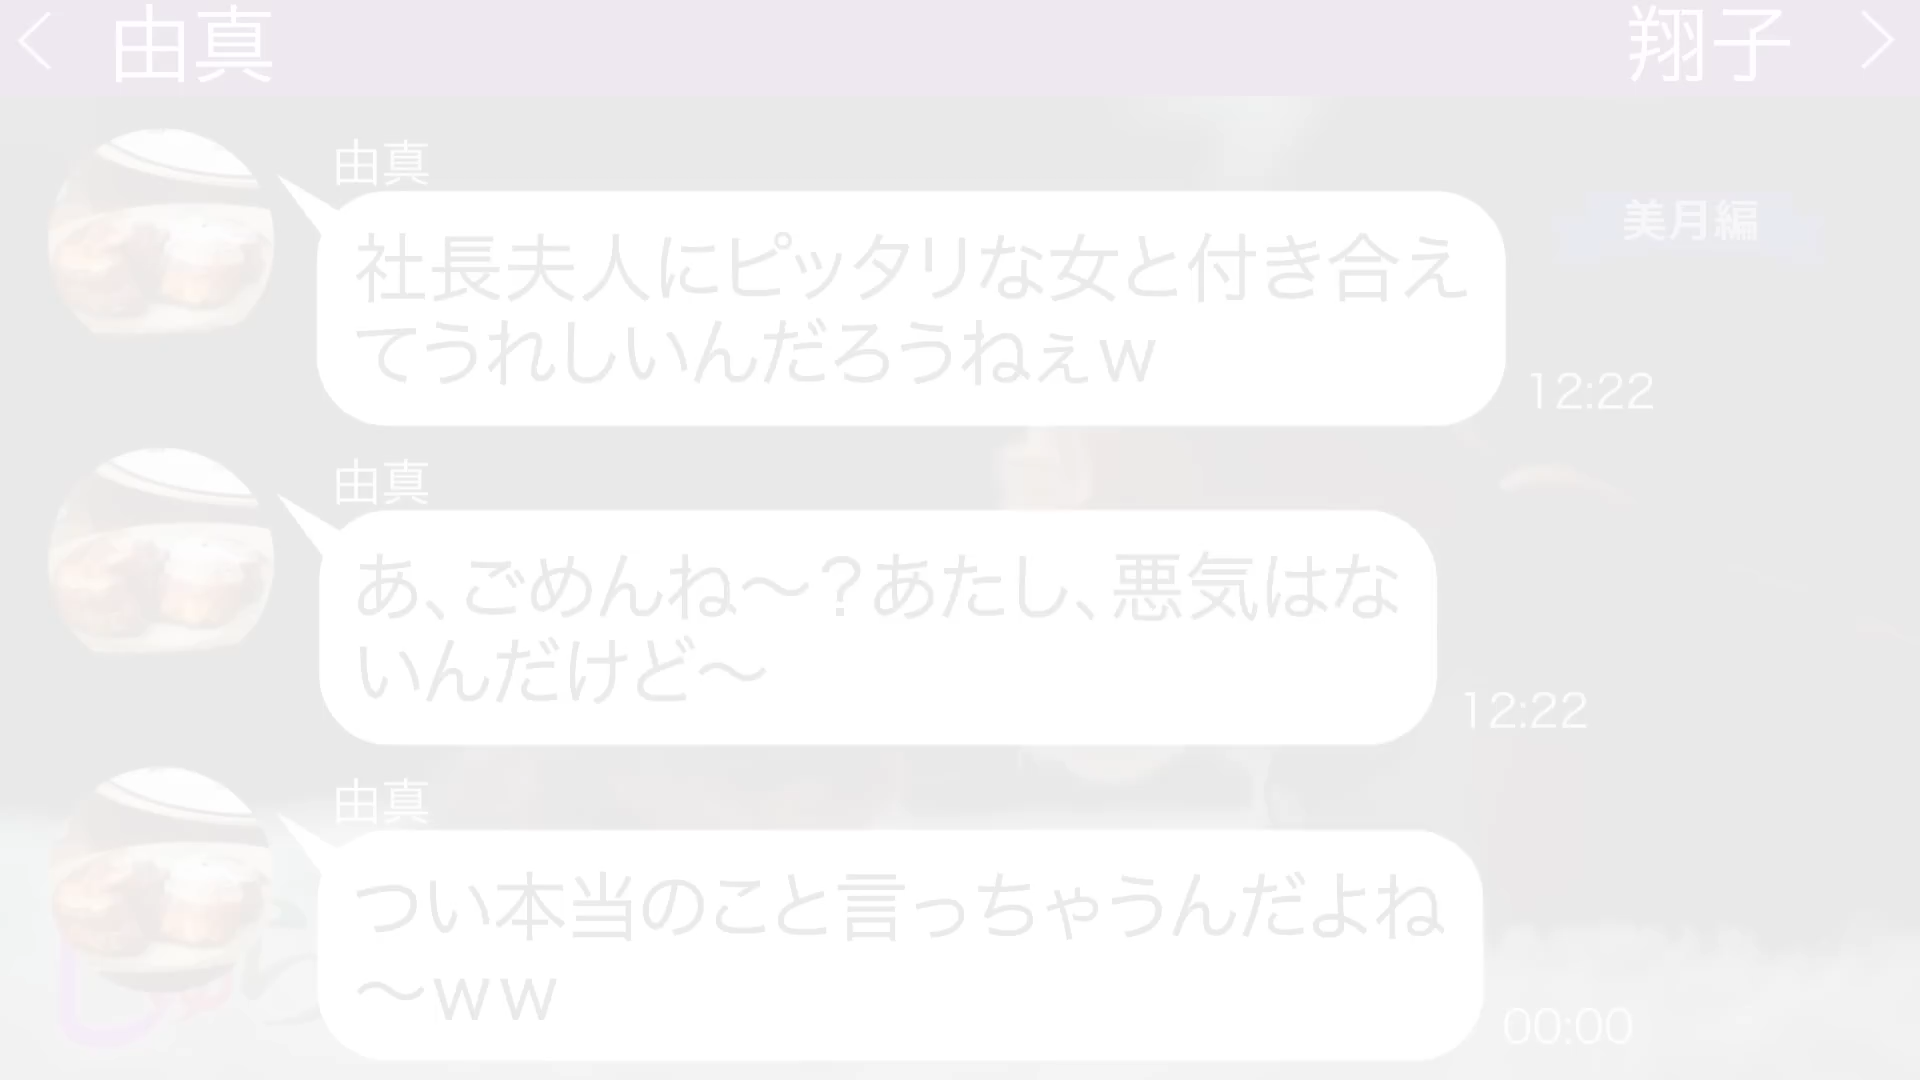 由真
翔子
由真
美月編
社長夫人にピッタリな女と付き合え
てうれしいんだろうねぇw
12:22
由真
あ、ごめんね～？あたし、悪気はな
いんだけど～
12:22
由真
つい本当のこと言っちゃうんだよね
～ww
00:00